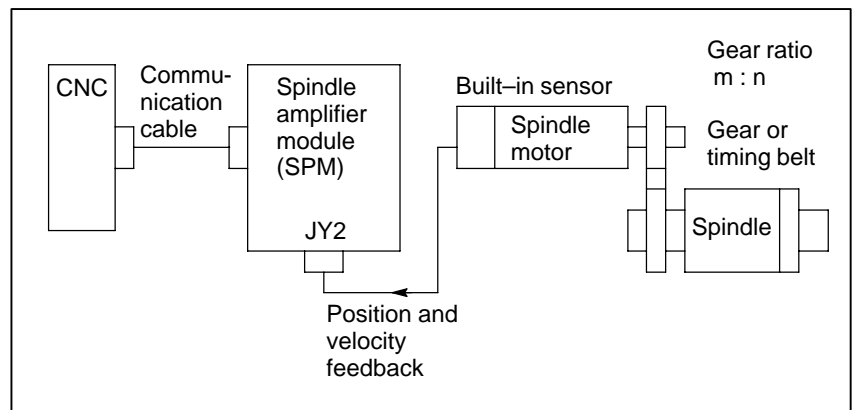 CNC
Commu-
nication
cable
Spindle
amplifier
module
(SPM)
JY2
Built–in sensor
Spindle
motor
Gear ratio
m : n
Gear or
timing belt
Spindle
Position and
velocity
feedback